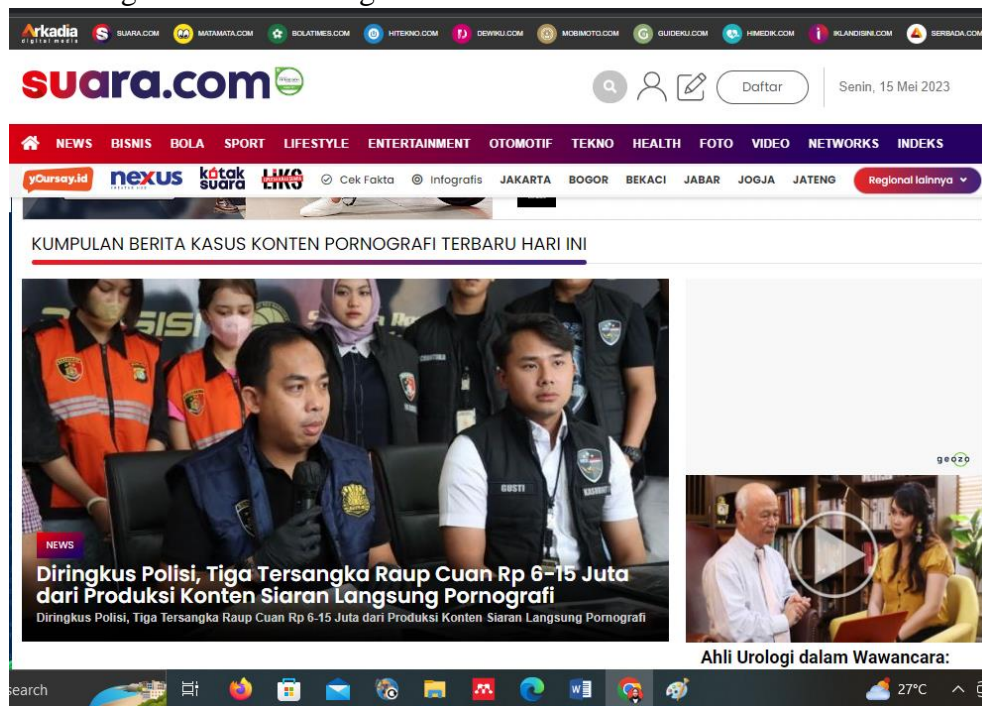 Arkadia
digital media
SUARA.COM
MATAMATA.COM
BOLATIMES.COM
HITEKNO.COM
DEWIKU.COM
MOBIMOTO.COM
GUIDEKU.COM
HIMEDIK.COM
IKLANDISINI.COM
SERBADA.COM
suara.com
Daftar
Senin, 15 Mei 2023
NEWS BISNIS BOLA SPORT LIFESTYLE ENTERTAINMENT OTOMOTIF TEKNO HEALTH FOTO VIDEO NETWORKS INDEKS
yOursay.id nexus kotak suara LIKS Cek Fakta Infografis JAKARTA BOGOR BEKACI JABAR JOGJA JATENG Regional lainnya
KUMPULAN BERITA KASUS KONTEN PORNOGRAFI TERBARU HARI INI
GUSTI
KASUBNIT
geozo
NEWS
Diringkus Polisi, Tiga Tersangka Raup Cuan Rp 6-15 Juta
dari Produksi Konten Siaran Langsung Pornografi
Diringkus Polisi, Tiga Tersangka Raup Cuan Rp 6-15 Juta dari Produksi Konten Siaran Langsung Pornografi
Ahli Urologi dalam Wawancara:
search
27°C